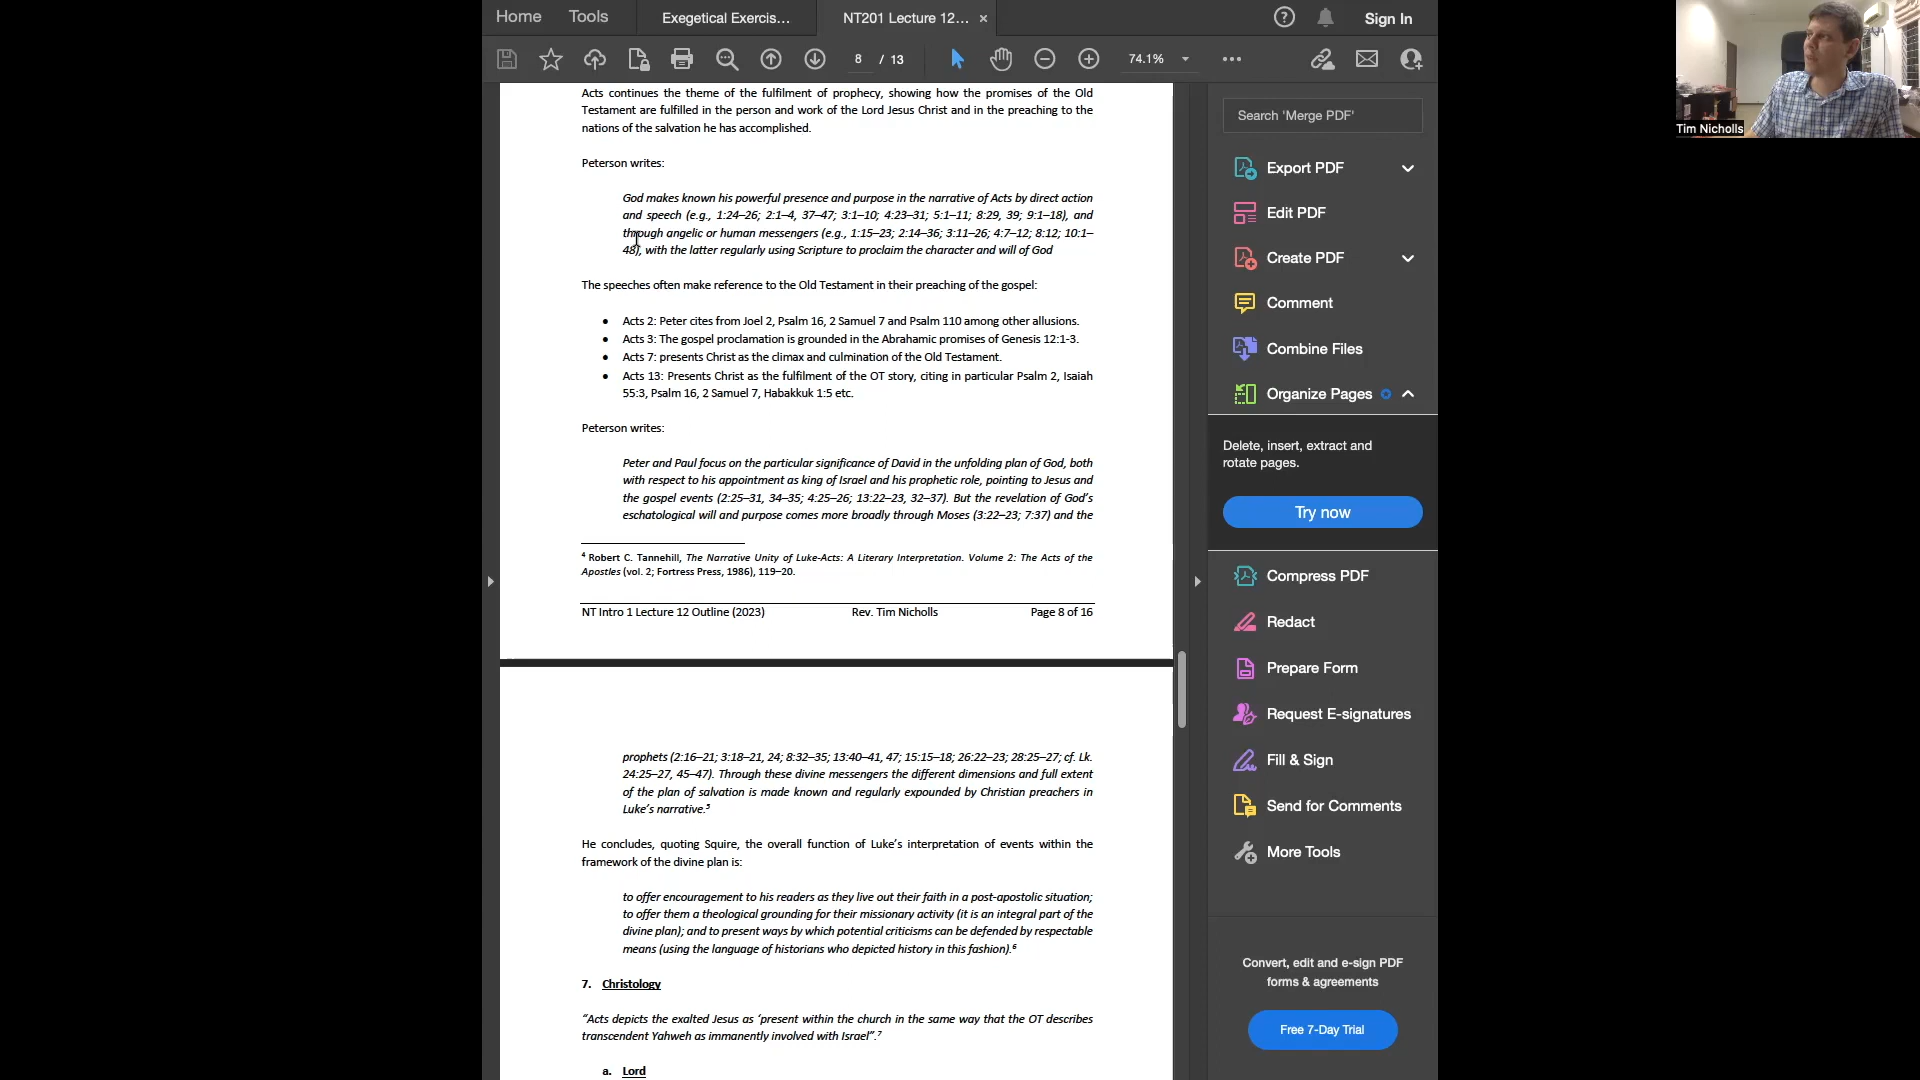 Home
Tools
Exegetical Exercis...
NT201 Lecture 12...
Sign In
8 / 13
74.1%
Tim Nicholls
Acts continues the theme of the fulfilment of prophecy, showing how the promises of the Old
Testament are fulfilled in the person and work of the Lord Jesus Christ and in the preaching to the
nations of the salvation he has accomplished.
Peterson writes:
God makes known his powerful presence and purpose in the narrative of Acts by direct action
and speech (e.g., 1:24–26; 2:1–4, 37–47; 3:1–10; 4:23–31; 5:1–11; 8:29, 39; 9:1–18), and
through angelic or human messengers (e.g., 1:15–23; 2:14–36; 3:11–26; 4:7–12; 8:12; 10:1–
48), with the latter regularly using Scripture to proclaim the character and will of God
The speeches often make reference to the Old Testament in their preaching of the gospel:
• Acts 2: Peter cites from Joel 2, Psalm 16, 2 Samuel 7 and Psalm 110 among other allusions.
• Acts 3: The gospel proclamation is grounded in the Abrahamic promises of Genesis 12:1-3.
• Acts 7: presents Christ as the climax and culmination of the Old Testament.
• Acts 13: Presents Christ as the fulfilment of the OT story, citing in particular Psalm 2, Isaiah
55:3, Psalm 16, 2 Samuel 7, Habakkuk 1:5 etc.
Peterson writes:
Peter and Paul focus on the particular significance of David in the unfolding plan of God, both
with respect to his appointment as king of Israel and his prophetic role, pointing to Jesus and
the gospel events (2:25–31, 34–35; 4:25–26; 13:22–23, 32–37). But the revelation of God's
eschatological will and purpose comes more broadly through Moses (3:22–23; 7:37) and the
4 Robert C. Tannehill, The Narrative Unity of Luke-Acts: A Literary Interpretation. Volume 2: The Acts of the
Apostles (vol. 2; Fortress Press, 1986), 119–20.
NT Intro 1 Lecture 12 Outline (2023) Rev. Tim Nicholls Page 8 of 16
prophets (2:16–21; 3:18–21, 24; 8:32–35; 13:40–41, 47; 15:15–18; 26:22–23; 28:25–27; cf. Lk.
24:25–27, 45–47). Through these divine messengers the different dimensions and full extent
of the plan of salvation is made known and regularly expounded by Christian preachers in
Luke's narrative.5
He concludes, quoting Squire, the overall function of Luke's interpretation of events within the
framework of the divine plan is:
to offer encouragement to his readers as they live out their faith in a post-apostolic situation;
to offer them a theological grounding for their missionary activity (it is an integral part of the
divine plan); and to present ways by which potential criticisms can be defended by respectable
means (using the language of historians who depicted history in this fashion).6
7. Christology
“Acts depicts the exalted Jesus as ‘present within the church in the same way that the OT describes
transcendent Yahweh as immanently involved with Israel”.7
a. Lord
Search 'Merge PDF'
Export PDF
Edit PDF
Create PDF
Comment
Combine Files
Organize Pages
Delete, insert, extract and
rotate pages.
Try now
Compress PDF
Redact
Prepare Form
Request E-signatures
Fill & Sign
Send for Comments
More Tools
Convert, edit and e-sign PDF
forms & agreements
Free 7-Day Trial